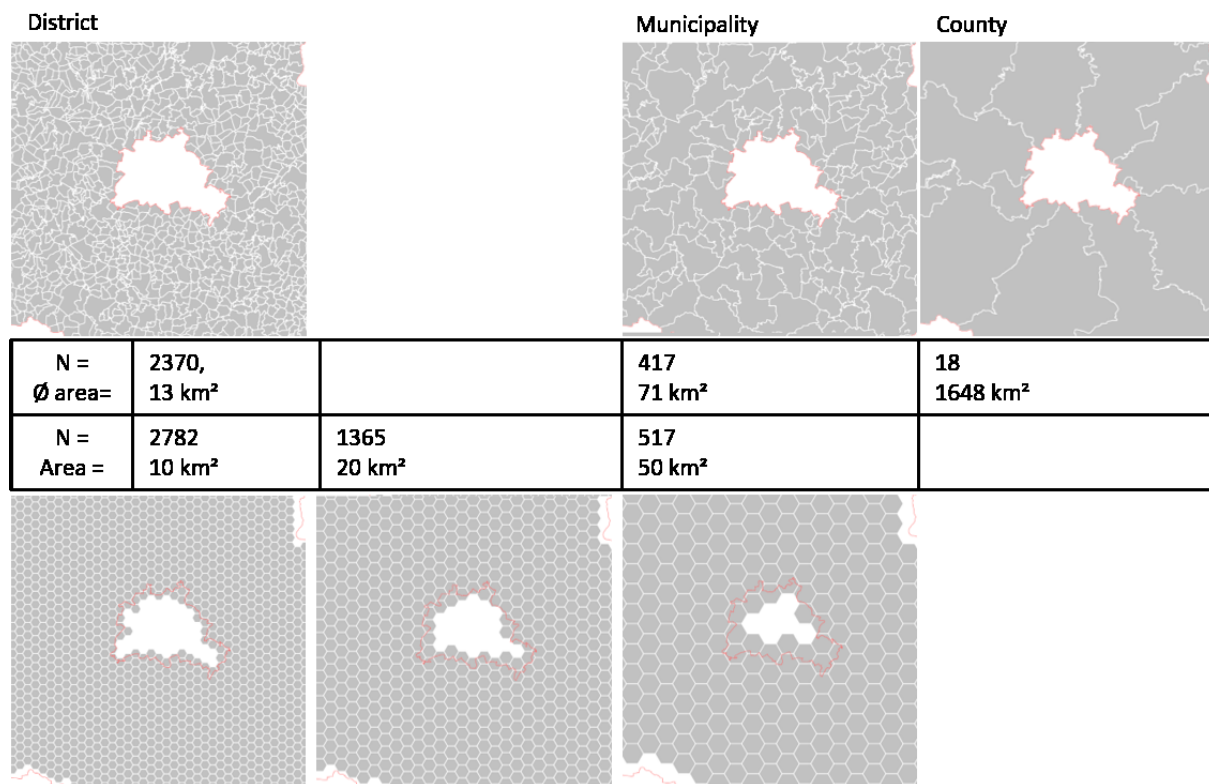 District Municipality County
N = 2370, 417 18
Ø area= 13 km² 71 km² 1648 km²
N = 2782 1365 517
Area = 10 km² 20 km² 50 km²